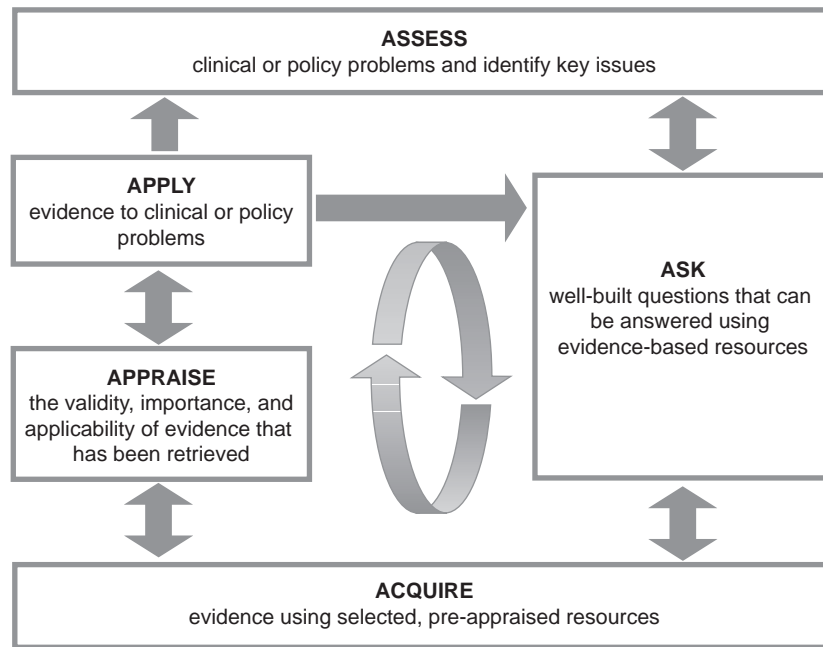 ASSESS
clinical or policy problems and identify key issues
APPLY
evidence to clinical or policy
problems
ASK
well-built questions that can
be answered using
evidence-based resources
APPRAISE
the validity, importance, and
applicability of evidence that
has been retrieved
ACQUIRE
evidence using selected, pre-appraised resources